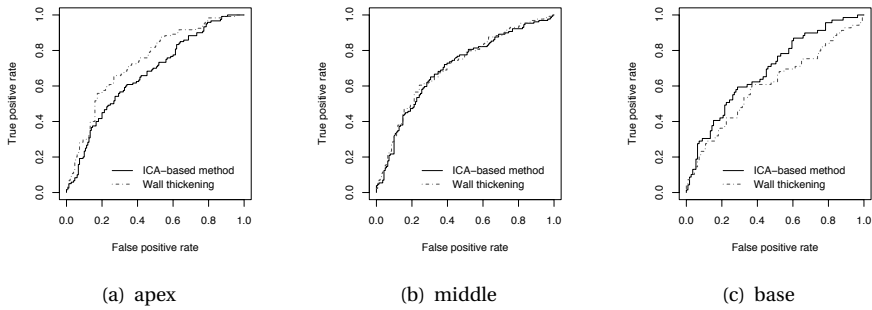 True positive rate
0.0 0.2 0.4 0.6 0.8 1.0
ICA−based method
Wall thickening
0.0 0.2 0.4 0.6 0.8 1.0
False positive rate
(a) apex
True positive rate
0.0 0.2 0.4 0.6 0.8 1.0
ICA−based method
Wall thickening
0.0 0.2 0.4 0.6 0.8 1.0
False positive rate
(b) middle
True positive rate
0.0 0.2 0.4 0.6 0.8 1.0
ICA−based method
Wall thickening
0.0 0.2 0.4 0.6 0.8 1.0
False positive rate
(c) base